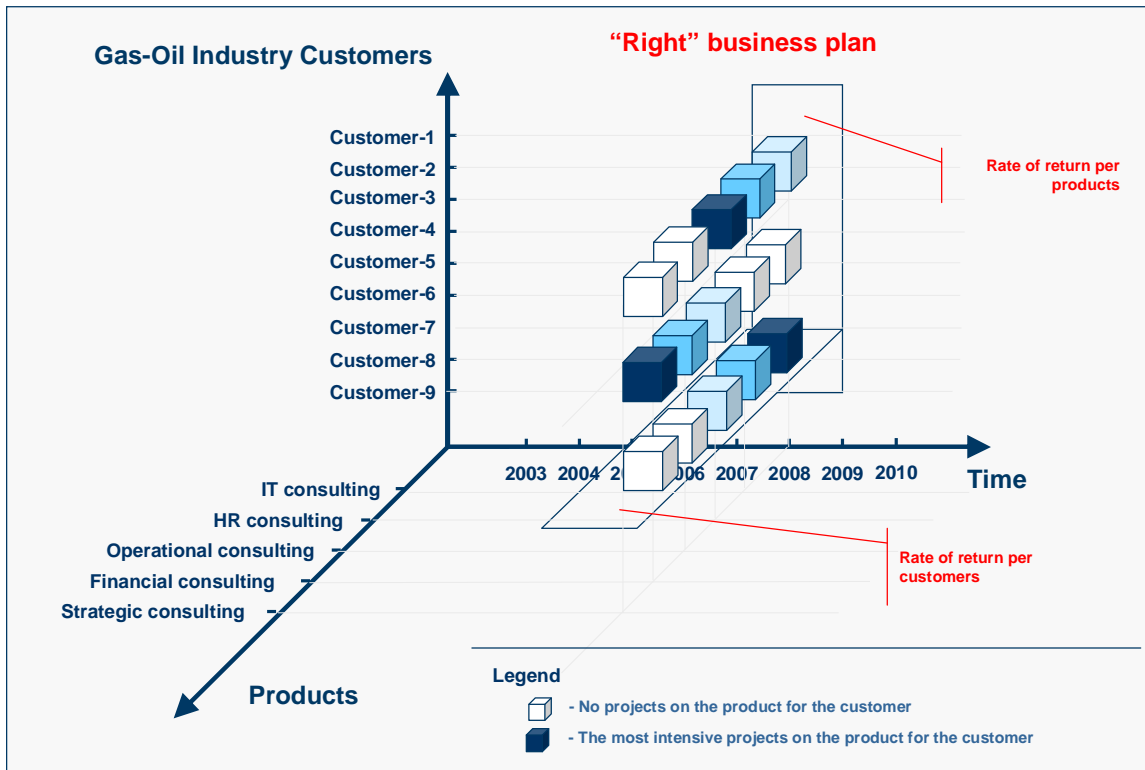 “Right” business plan
Gas-Oil Industry Customers
Customer-1
Customer-2
Customer-3
Customer-4
Customer-5
Customer-6
Customer-7
Customer-8
Customer-9
Rate of return per
products
2003 2004 2006 2007 2008 2009 2010
Time
IT consulting
HR consulting
Operational consulting
Financial consulting
Strategic consulting
Products
Rate of return per
customers
Legend
- No projects on the product for the customer
- The most intensive projects on the product for the customer